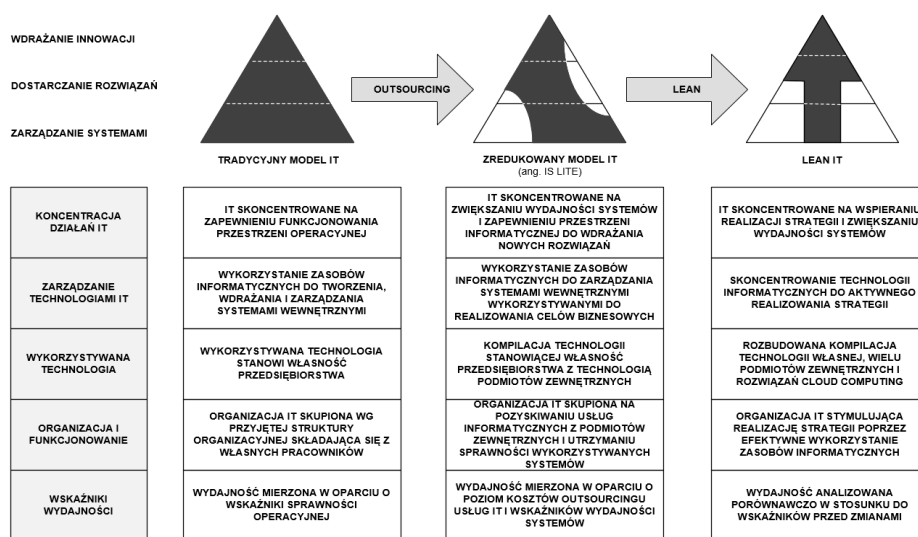 WDRAŻANIE INNOWACJI
DOSTARCZANIE ROZWIĄZAŃ
ZARZĄDZANIE SYSTEMAMI
OUTSOURCING
LEAN
TRADYCYJNY MODEL IT
ZREDUKOWANY MODEL IT
(ang. IS LITE)
LEAN IT
KONCENTRACJA
DZIAŁAŃ IT
IT SKONCENTROWANE NA
ZAPEWNIENIU FUNKCJONOWANIA
PRZESTRZENI OPERACYJNEJ
IT SKONCENTROWANE NA
ZWIĘKSZANIU WYDAJNOŚCI SYSTEMÓW
I ZAPEWNIENIU PRZESTRZENI
INFORMATYCZNEJ DO WDRAŻANIA
NOWYCH ROZWIĄZAŃ
IT SKONCENTROWANE NA WSPIERANIU
REALIZACJI STRATEGII I ZWIĘKSZANIU
WYDAJNOŚCI SYSTEMÓW
ZARZĄDZANIE
TECHNOLOGIAMI IT
WYKORZYSTANIE ZASOBÓW
INFORMATYCZNYCH DO TWORZENIA,
WDRAŻANIA I ZARZĄDZANIA
SYSTEMAMI WEWNĘTRZNYMI
WYKORZYSTANIE ZASOBÓW
INFORMATYCZNYCH DO ZARZĄDZANIA
SYSTEMAMI WEWNĘTRZNYMI
WYKORZYSTYWANYMI DO
REALIZOWANIA CELÓW BIZNESOWYCH
SKONCENTROWANIE TECHNOLOGII
INFORMATYCZNYCH DO AKTYWNEGO
REALIZOWANIA STRATEGII
WYKORZYSTYWANA
TECHNOLOGIA
WYKORZYSTYWANA TECHNOLOGIA
STANOWI WŁASNOŚĆ
PRZEDSIĘBIORSTWA
KOMPILACJA TECHNOLOGII
STANOWIĄCEJ WŁASNOŚĆ
PRZEDSIĘBIORSTWA Z TECHNOLOGIĄ
PODMIOTÓW ZEWNĘTRZNYCH
ROZBUDOWANA KOMPILACJA
TECHNOLOGII WŁASNEJ, WIELU
PODMIOTÓW ZEWNĘTRZNYCH I
ROZWIĄZAŃ CLOUD COMPUTING
ORGANIZACJA I
FUNKCJONOWANIE
ORGANIZACJA IT SKUPIONA WG
PRZYJĘTEJ STRUKTURY
ORGANIZACYJNEJ SKŁADAJĄCA SIĘ Z
WŁASNYCH PRACOWNIKÓW
ORGANIZACJA IT SKUPIONA NA
POZYSKIWANIU USŁUG
INFORMATYCZNYCH Z PODMIOTÓW
ZEWNĘTRZNYCH I UTRZYMANIU
SPRAWNOŚCI WYKORZYSTYWANYCH
SYSTEMÓW
ORGANIZACJA IT STYMULUJĄCA
REALIZACJĘ STRATEGII POPRZEZ
EFEKTYWNE WYKORZYSTANIE
ZASOBÓW INFORMATYCZNYCH
WSKAŹNIKI
WYDAJNOŚCI
WYDAJNOŚĆ MIERZONA W OPARCIU O
WSKAŹNIKI SPRAWNOŚCI
OPERACYJNEJ
WYDAJNOŚĆ MIERZONA W OPARCIU O
POZIOM KOSZTÓW OUTSOURCINGU
USŁUG IT I WSKAŹNIKÓW WYDAJNOŚCI
SYSTEMÓW
WYDAJNOŚĆ ANALIZOWANA
PORÓWNAWCZO W STOSUNKU DO
WSKAŹNIKÓW PRZED ZMIANAMI